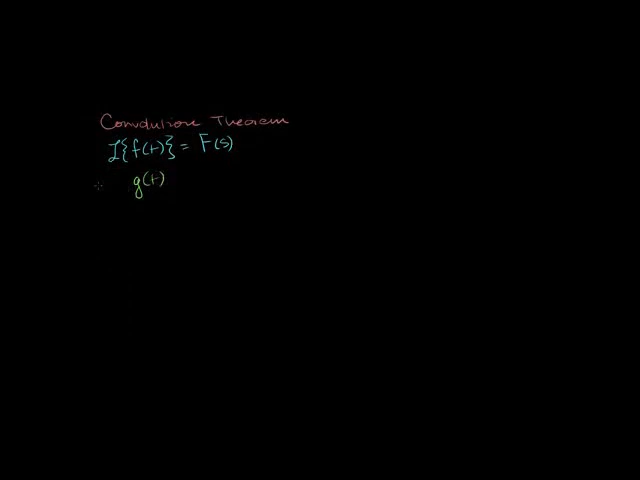 Convolution Theorem
ℒ{f(t)} = F(s)
g(t)